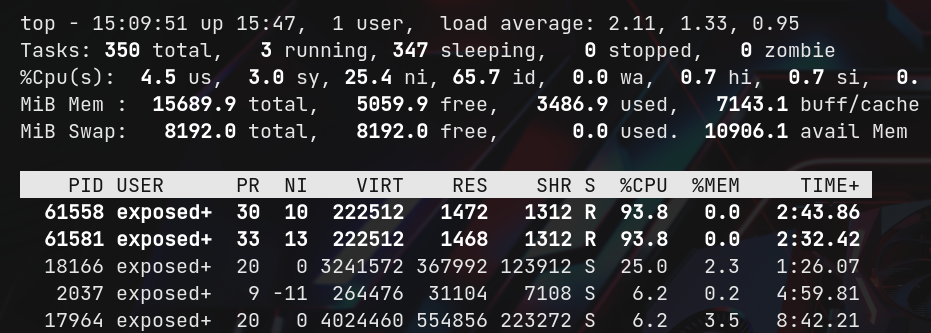 top - 15:09:51 up 15:47,  1 user,  load average: 2.11, 1.33, 0.95
Tasks: 350 total,   3 running, 347 sleeping,   0 stopped,   0 zombie
%Cpu(s):  4.5 us,  3.0 sy, 25.4 ni, 65.7 id,  0.0 wa,  0.7 hi,  0.7 si,  0.
MiB Mem :  15689.9 total,   5059.9 free,   3486.9 used,   7143.1 buff/cache
MiB Swap:   8192.0 total,   8192.0 free,      0.0 used.  10906.1 avail Mem
    PID USER      PR  NI    VIRT    RES    SHR S  %CPU  %MEM     TIME+
  61558 exposed+  30  10  222512   1472   1312 R  93.8   0.0   2:43.86
  61581 exposed+  33  13  222512   1468   1312 R  93.8   0.0   2:32.42
  18166 exposed+  20   0 3241572 367992 123912 S  25.0   2.3   1:26.07
   2037 exposed+   9 -11  264476  31104   7108 S   6.2   0.2   4:59.81
  17964 exposed+  20   0 4024460 554856 223272 S   6.2   3.5   8:42.21